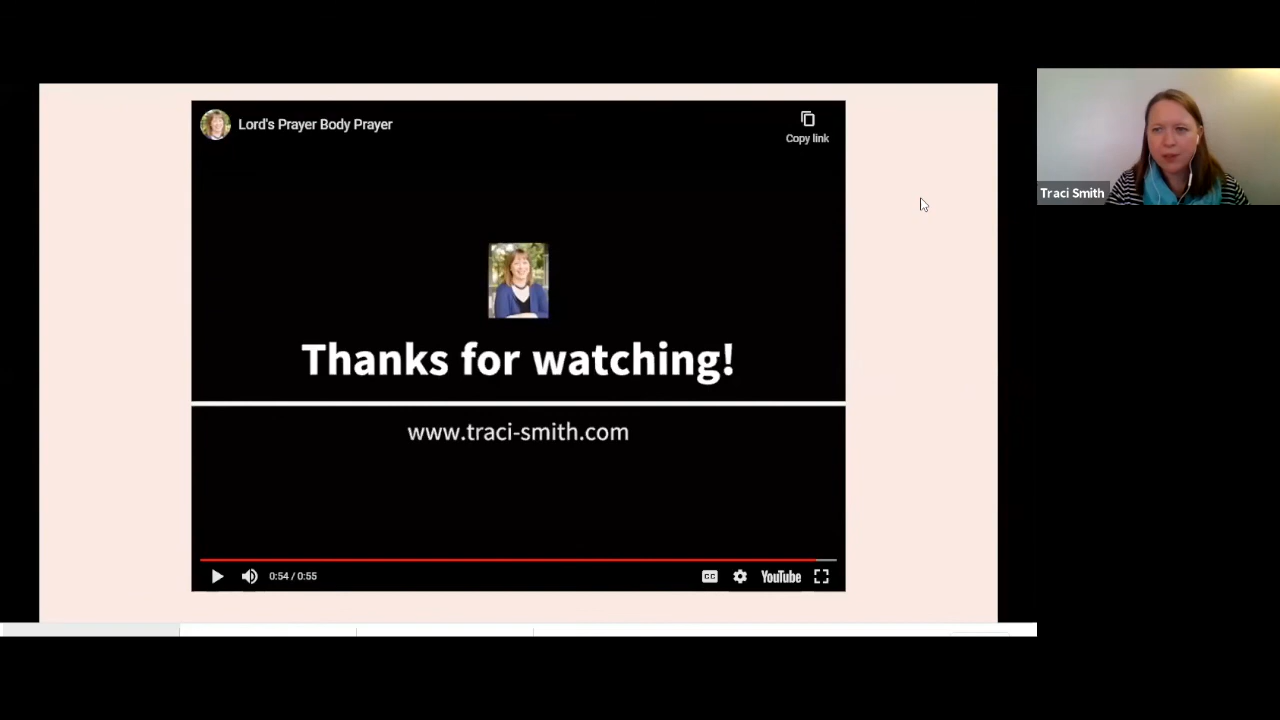 Lord's Prayer Body Prayer
Copy link
Traci Smith
Thanks for watching!
www.traci-smith.com
0:54 / 0:55
CC
YouTube